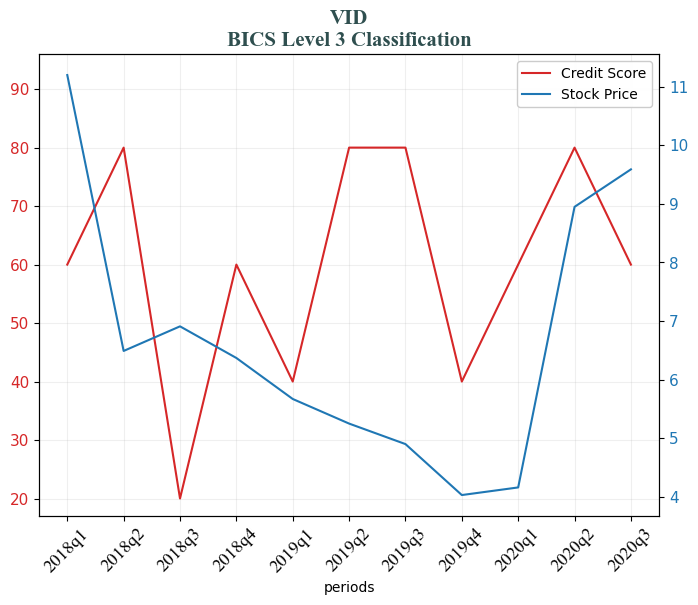 VID
BICS Level 3 Classification
Credit Score
Stock Price
90
80
70
60
50
40
30
20
11
10
9
8
7
6
5
4
2018q1
2018q2
2018q3
2018q4
2019q1
2019q2
2019q3
2019q4
2020q1
2020q2
2020q3
periods